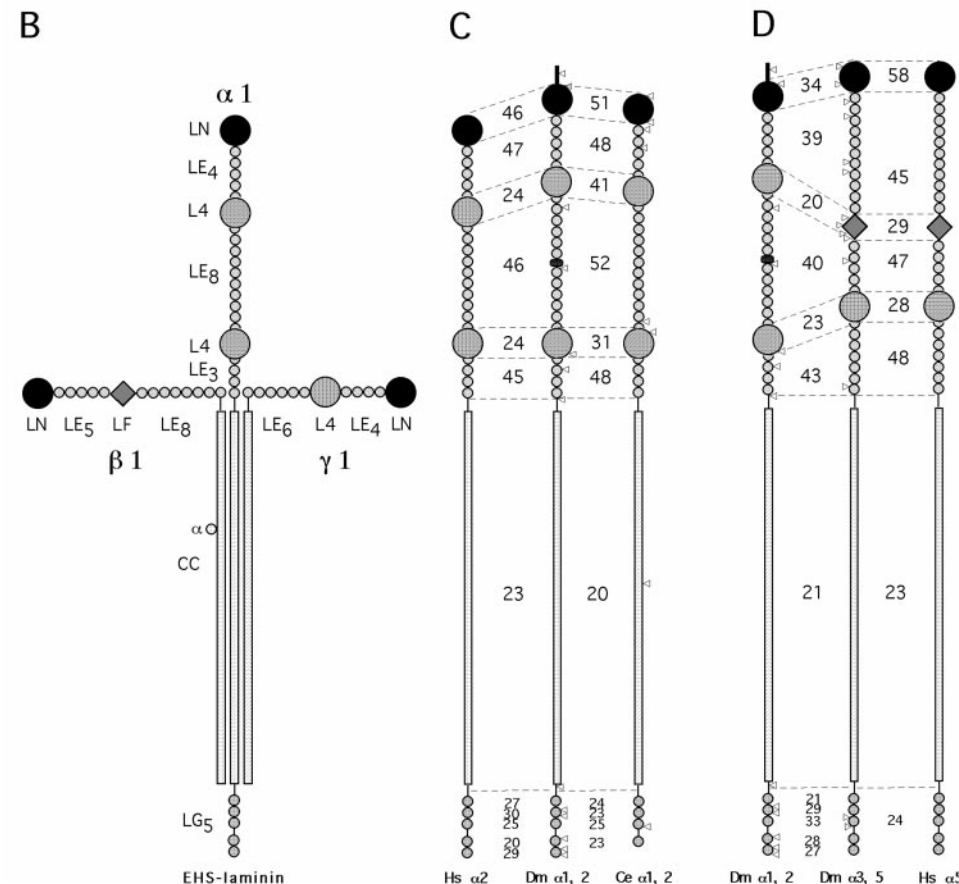 B
α 1
LN
LE4
L4
LE8
L4
LE3
LN LE5 LF LE8 LE6 L4 LE4 LN
β 1 γ 1
α
CC
LG5
EHS-laminin
C
46 51
47 48
24 41
46 52
24 31
45 48
23 20
27 24
30 23
25 25
20 23
29
Hs α2 Dm α1, 2 Ce α1, 2
D
34 58
39
45
20
29
40 47
23 28
43 48
21 23
21
29
33 24
28
27
Dm α1, 2 Dm α3, 5 Hs α5